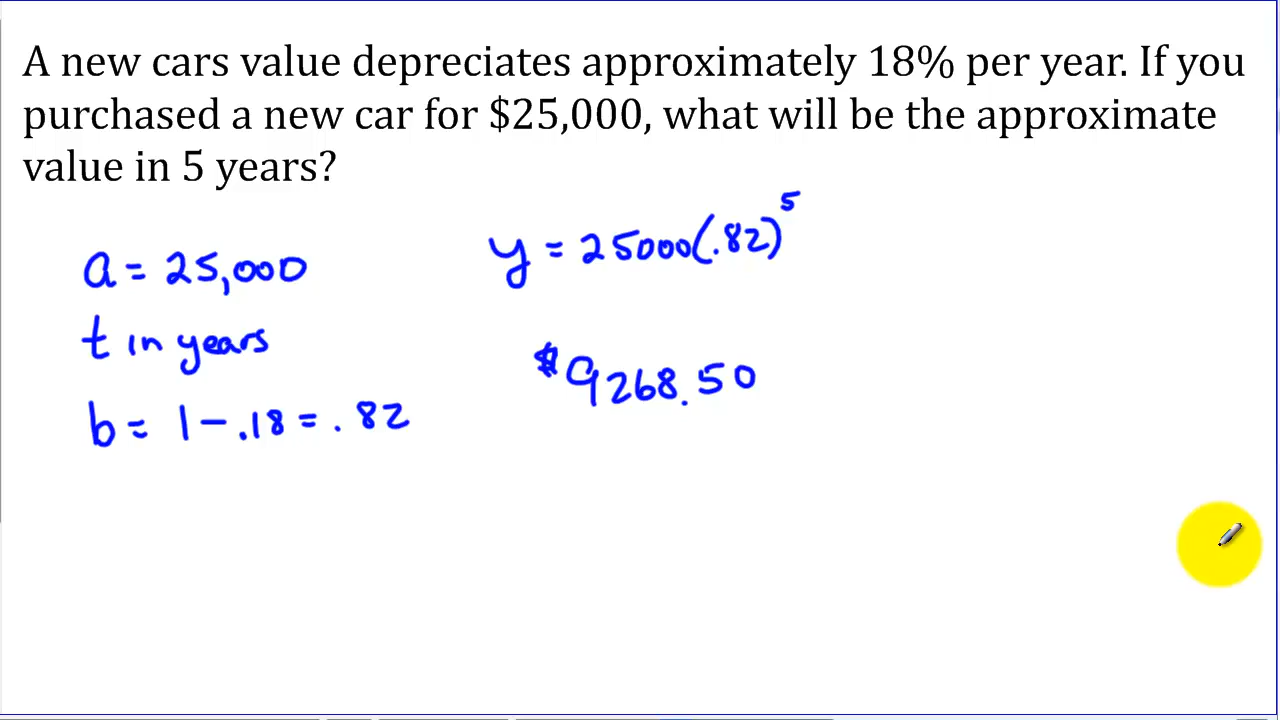 A new cars value depreciates approximately 18% per year. If you
purchased a new car for $25,000, what will be the approximate
value in 5 years?
a = 25,000
t in years
b = 1 - .18 = .82
y = 25000(.82)^5
$9268.50